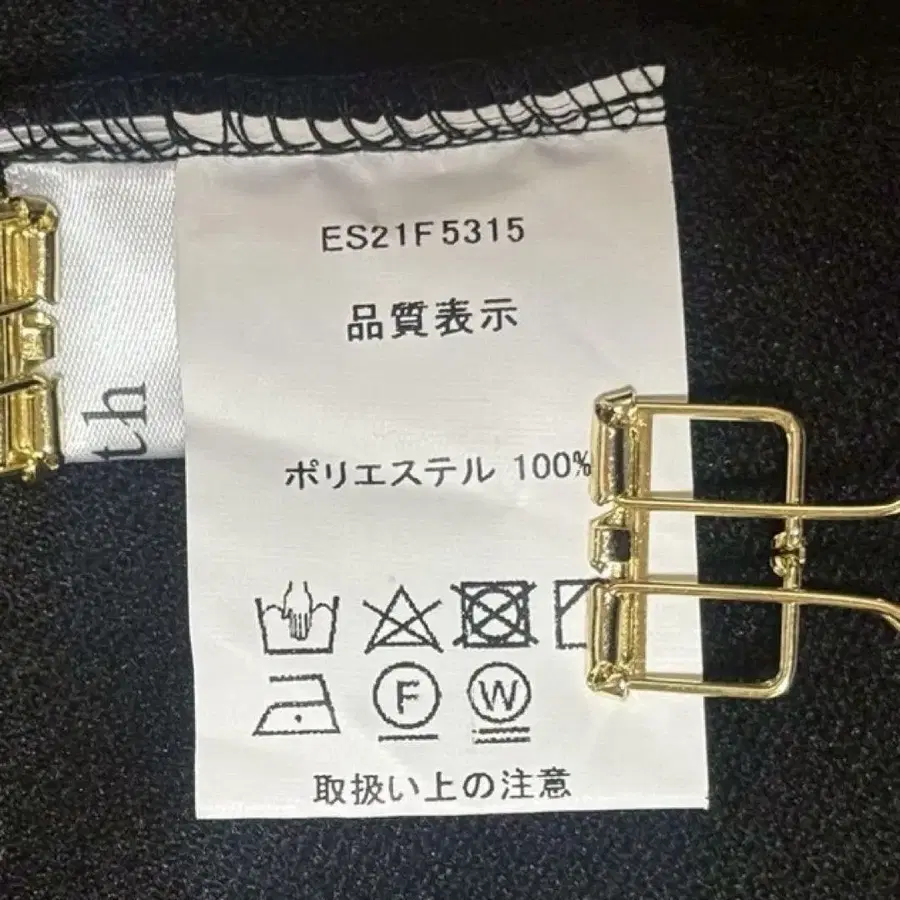 ES21F5315
品質表示
th
ポリエステル 100%
F W
取扱い上の注意